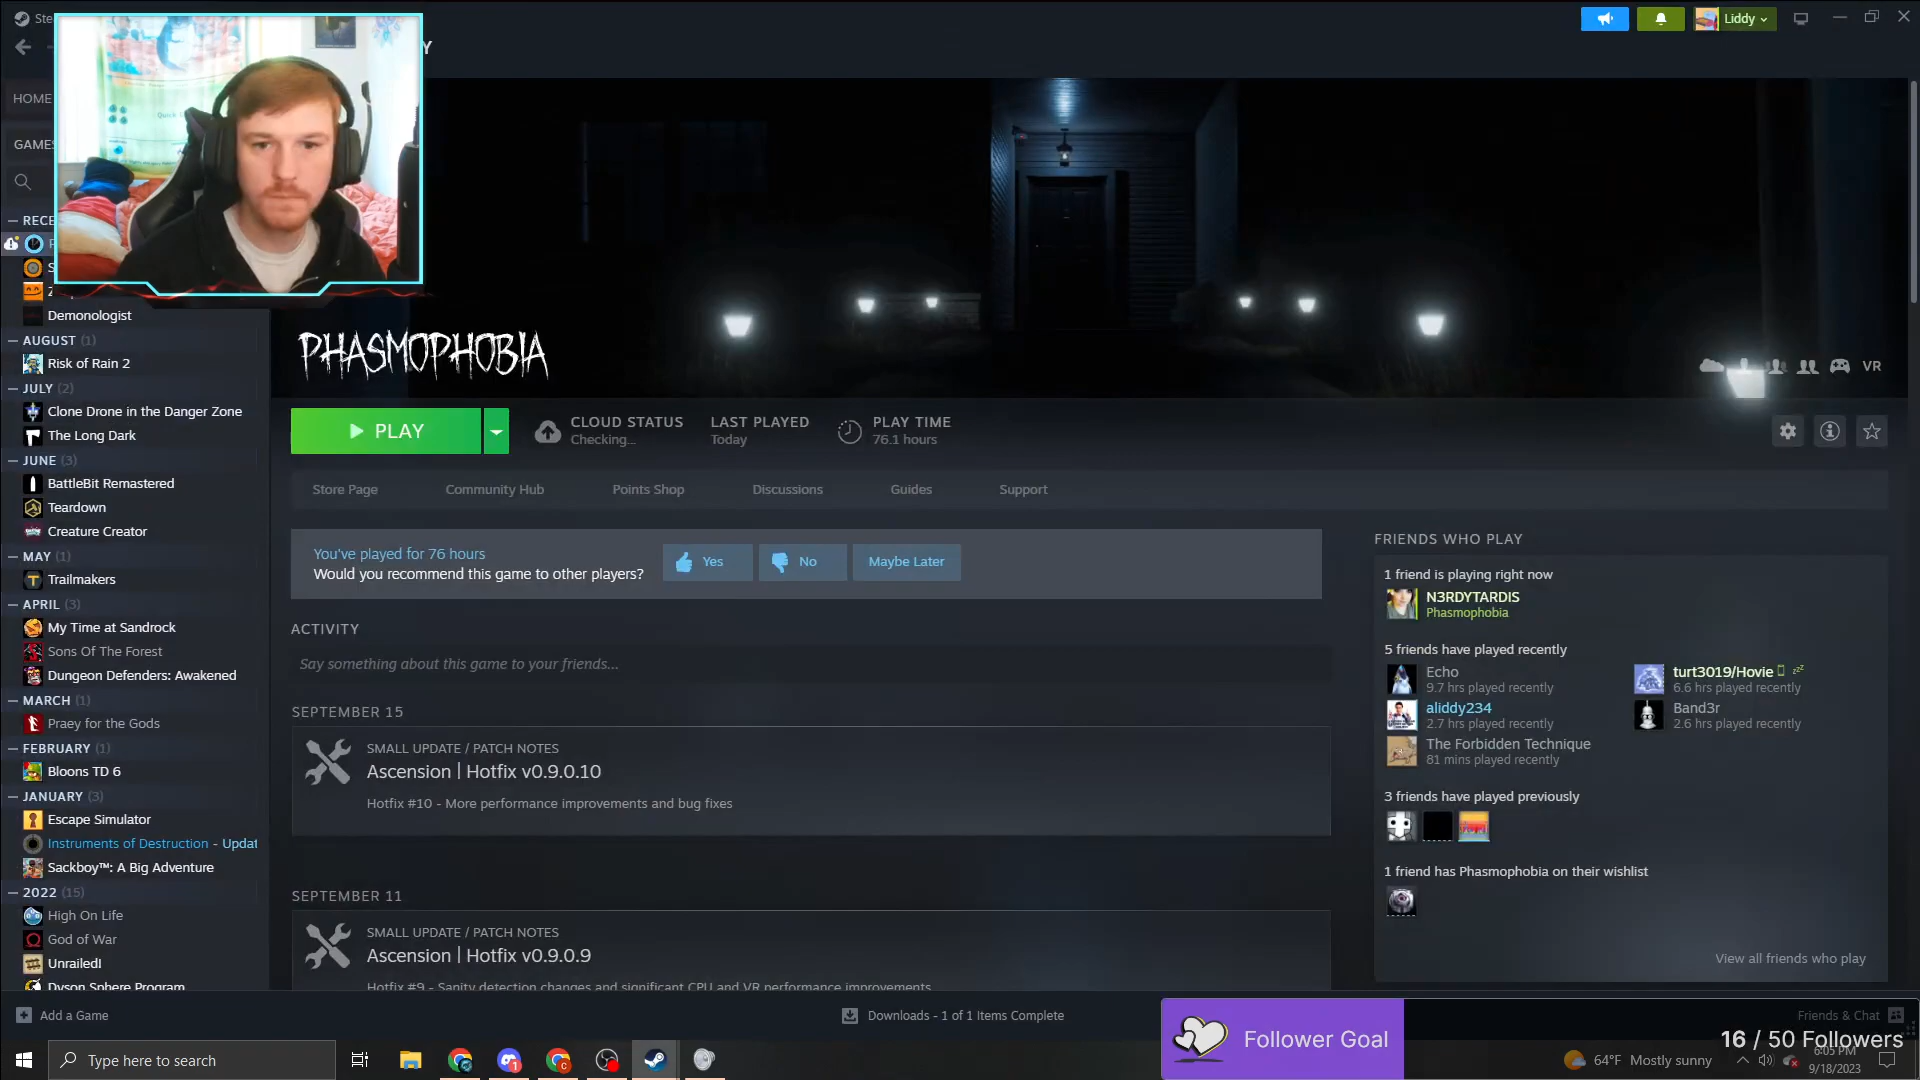 Ste
Liddy
Y
HOME
GAMES
RECE
Demonologist
AUGUST (1)
Risk of Rain 2
JULY (2)
Clone Drone in the Danger Zone
The Long Dark
JUNE (3)
BattleBit Remastered
Teardown
Creature Creator
MAY (1)
Trailmakers
APRIL (3)
My Time at Sandrock
Sons Of The Forest
Dungeon Defenders: Awakened
MARCH (1)
Praey for the Gods
FEBRUARY (1)
Bloons TD 6
JANUARY (3)
Escape Simulator
Instruments of Destruction - Updat
Sackboy™: A Big Adventure
2022 (15)
High On Life
God of War
Unrailed!
Dyson Sphere Program
Add a Game
PHASMOPHOBIA
VR
PLAY
CLOUD STATUS
Checking...
LAST PLAYED
Today
PLAY TIME
76.1 hours
Store Page
Community Hub
Points Shop
Discussions
Guides
Support
You've played for 76 hours
Would you recommend this game to other players?
Yes
No
Maybe Later
ACTIVITY
Say something about this game to your friends...
SEPTEMBER 15
SMALL UPDATE / PATCH NOTES
Ascension | Hotfix v0.9.0.10
Hotfix #10 - More performance improvements and bug fixes
SEPTEMBER 11
SMALL UPDATE / PATCH NOTES
Ascension | Hotfix v0.9.0.9
Hotfix #9 - Sanity detection changes and significant CPU and VR performance improvements
FRIENDS WHO PLAY
1 friend is playing right now
N3RDYTARDIS
Phasmophobia
5 friends have played recently
Echo
9.7 hrs played recently
turt3019/Hovie
6.6 hrs played recently
aliddy234
2.7 hrs played recently
Band3r
2.6 hrs played recently
The Forbidden Technique
81 mins played recently
3 friends have played previously
1 friend has Phasmophobia on their wishlist
View all friends who play
Downloads - 1 of 1 Items Complete
Friends & Chat
Follower Goal
16 / 50 Followers
Type here to search
64°F Mostly sunny
6:05 PM
9/18/2023